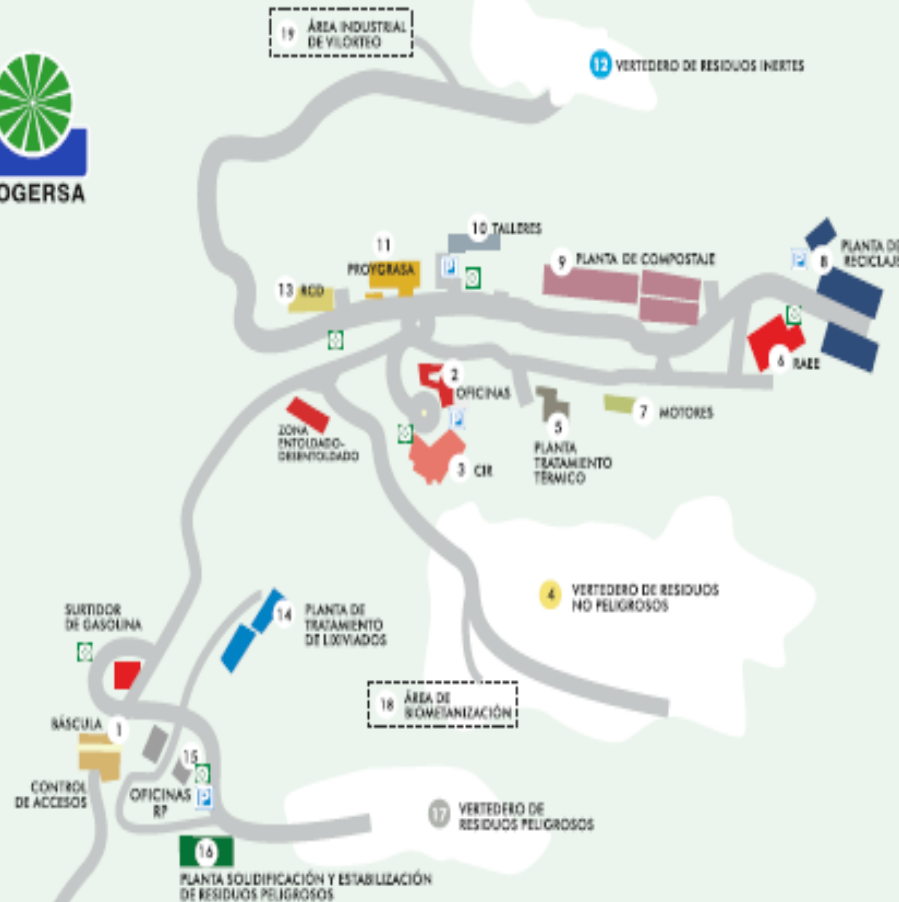 19 ÁREA INDUSTRIAL
DE VILORTEO
12 VERTEDERO DE RESIDUOS INERTES
OGERSA
10 TALLERES
11
PROYGRASA
9 PLANTA DE COMPOSTAJE
8 PLANTA DE
RECICLAJE
P
P
13 RCD
6 RAEE
2
OFICINAS
P
7 MOTORES
5
PLANTA
TRATAMIENTO
TÉRMICO
ZONA
ENTOLDADO-
DESENTOLDADO
3 CIR
4 VERTEDERO DE RESIDUOS
NO PELIGROSOS
SURTIDOR
DE GASOLINA
14 PLANTA DE
TRATAMIENTO
DE LIXIVIADOS
18 ÁREA DE
BIOMETANIZACIÓN
BÁSCULA 1
CONTROL
DE ACCESOS
15
OFICINAS
RP
P
17 VERTEDERO DE
RESIDUOS PELIGROSOS
16
PLANTA SOLIDIFICACIÓN Y ESTABILIZACIÓN
DE RESIDUOS PELIGROSOS